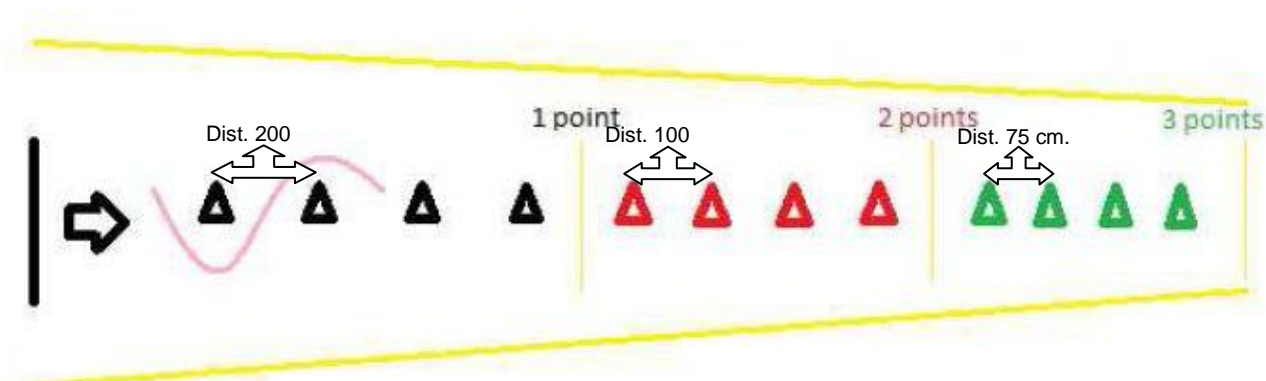 1 point
2 points
3 points
Dist. 200
Dist. 100
Dist. 75 cm.